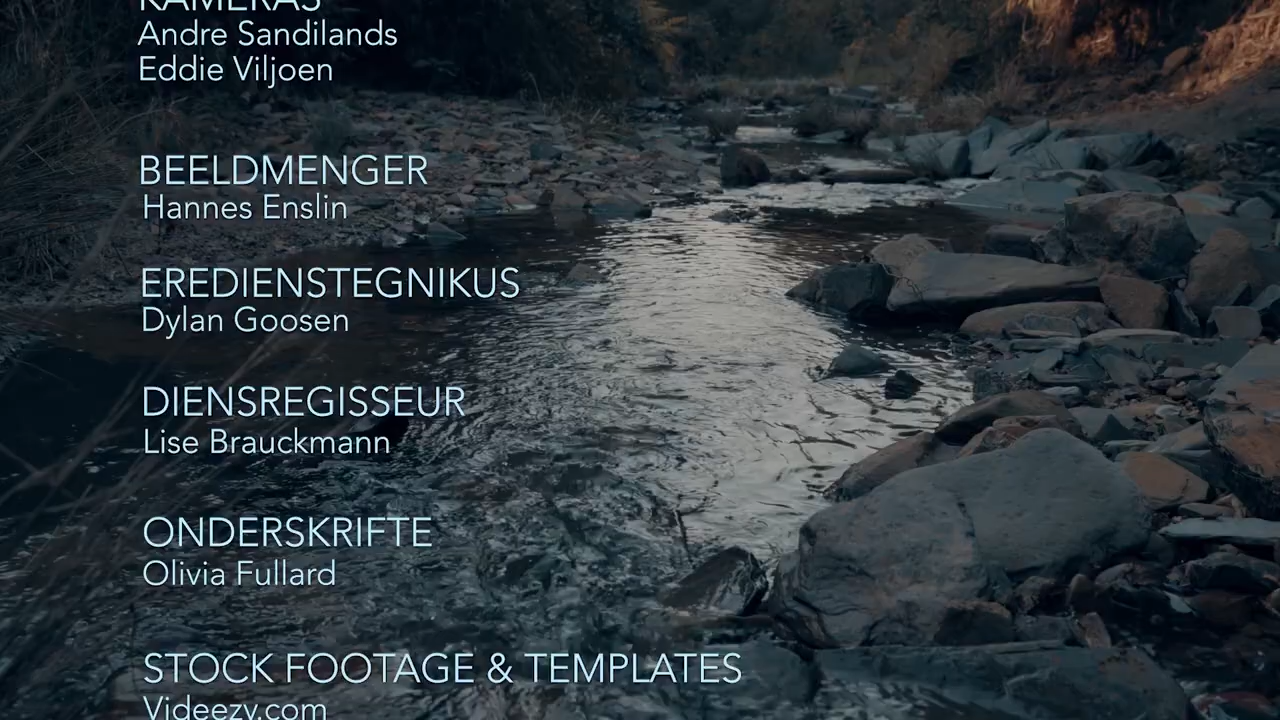 KAMERAS
Andre Sandilands
Eddie Viljoen
BEELDMENGER
Hannes Enslin
EREDIENSTEGNIKUS
Dylan Goosen
DIENSREGISSEUR
Lise Brauckmann
ONDERSKRIFTE
Olivia Fullard
STOCK FOOTAGE & TEMPLATES
Videezy.com